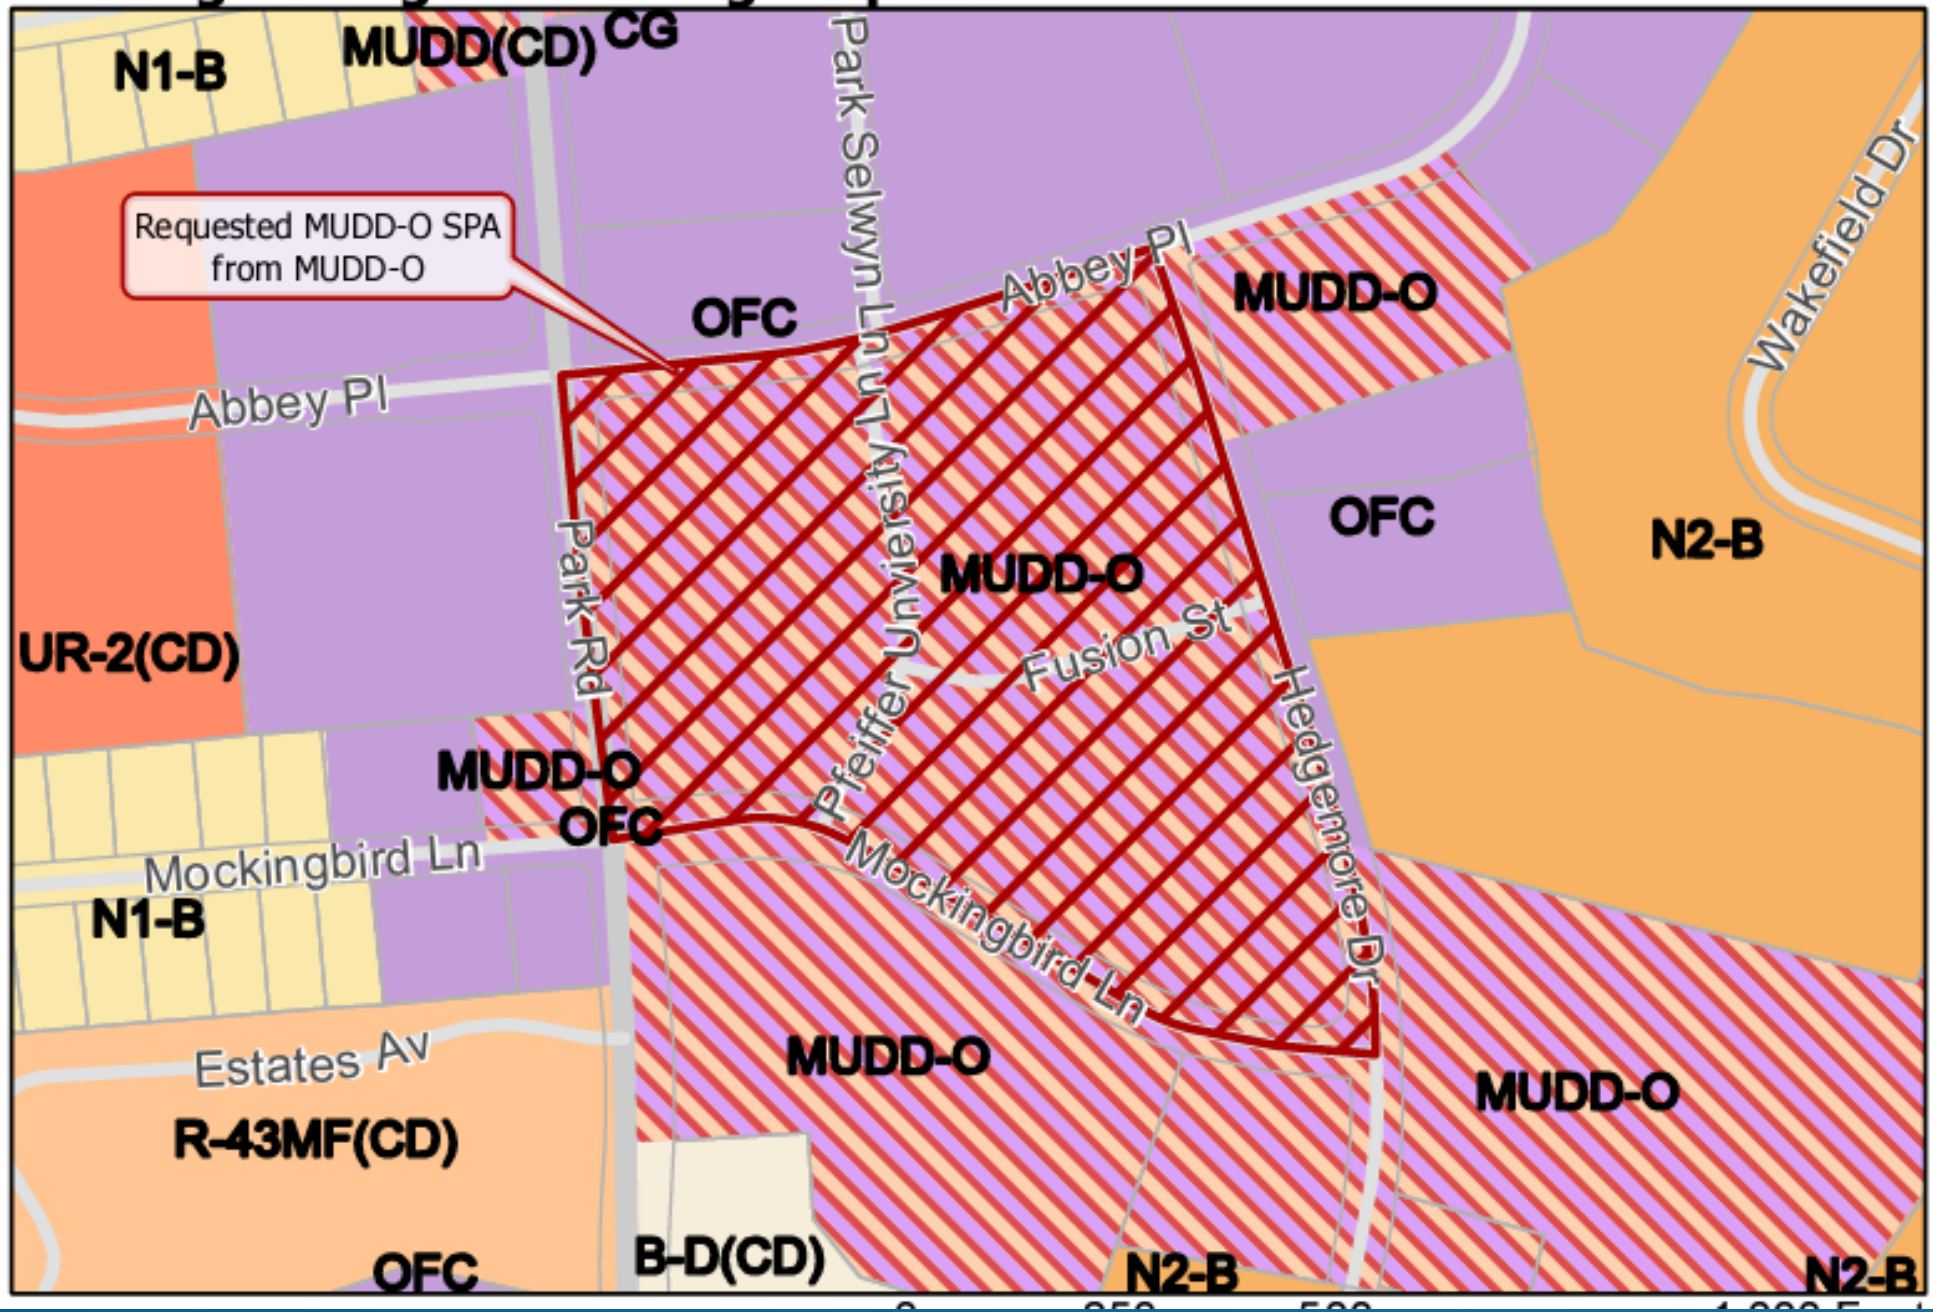 N1-B
MUDD(CD)
CG
Park Selwyn Ln
Wakefield Dr
Requested MUDD-O SPA
from MUDD-O
Abbey Pl
OFC
MUDD-O
Abbey Pl
OFC
N2-B
Park Rd
Pfeiffer University Ln
MUDD-O
Fusion St
UR-2(CD)
Hedgemore Dr
MUDD-O
OFC
Mockingbird Ln
N1-B
Mockingbird Ln
Estates Av
MUDD-O
MUDD-O
R-43MF(CD)
B-D(CD)
OFC
N2-B
N2-B